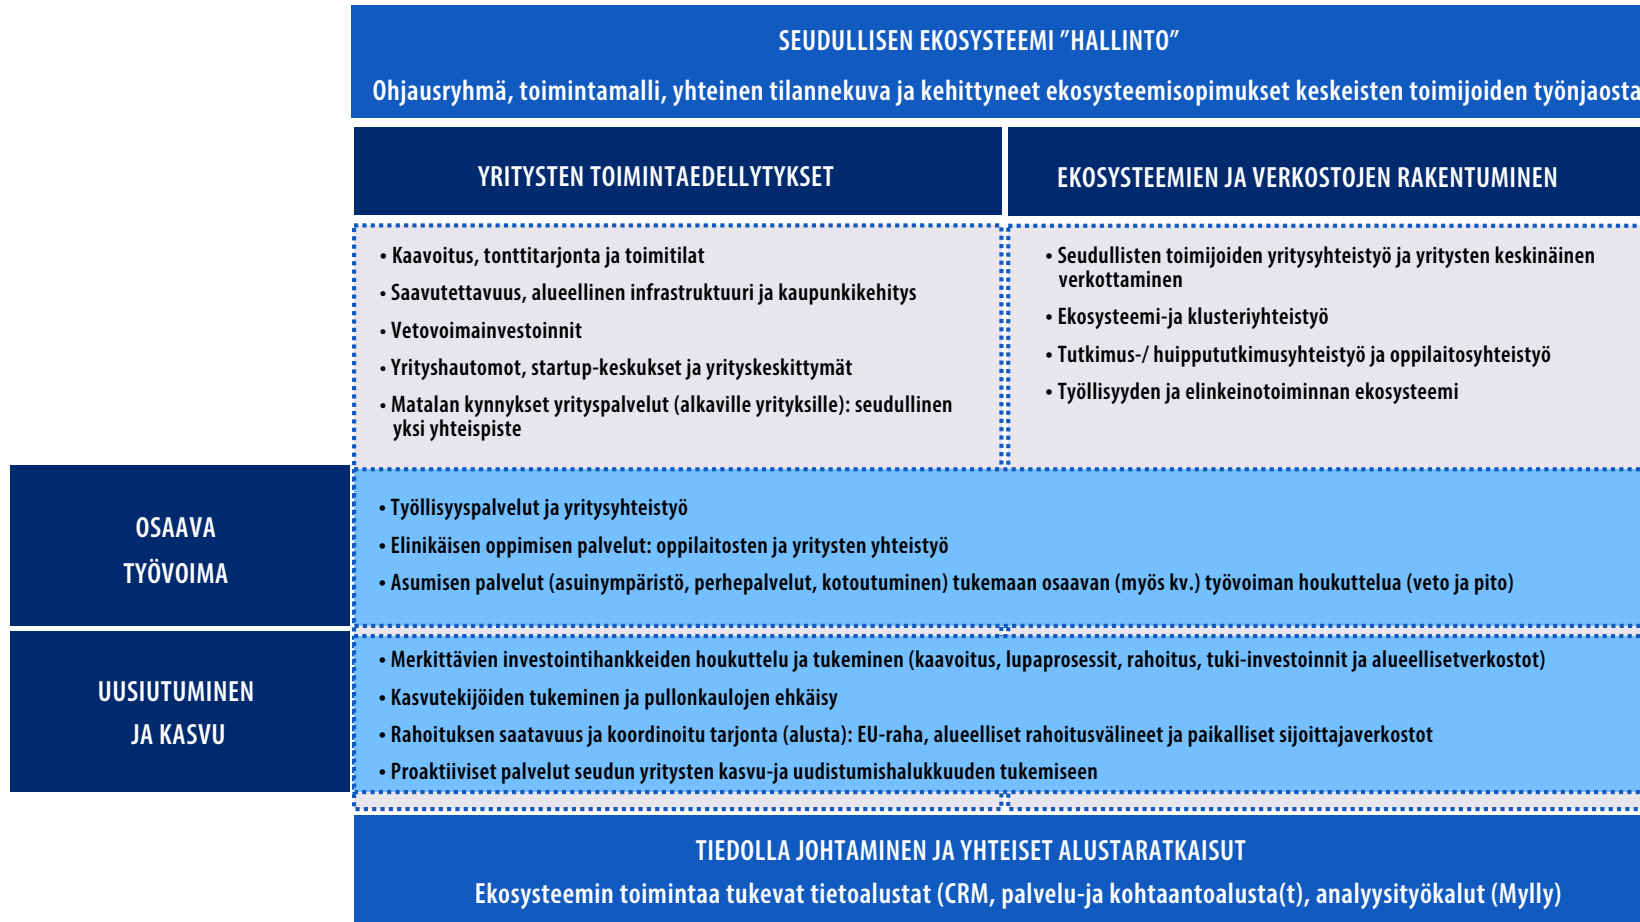 SEUDULLISEN EKOSYSTEEMI ”HALLINTO”
Ohjausryhmä, toimintamalli, yhteinen tilannekuva ja kehittyneet ekosysteemisopimukset keskeisten toimijoiden työnjaosta
YRITYSTEN TOIMINTAEDELLYTYKSET
EKOSYSTEEMIEN JA VERKOSTOJEN RAKENTUMINEN
• Kaavoitus, tonttitarjonta ja toimitilat
• Saavutettavuus, alueellinen infrastruktuuri ja kaupunkikehitys
• Vetovoimainvestoinnit
• Yrityshautomot, startup-keskukset ja yrityskeskittymät
• Matalan kynnykset yrityspalvelut (alkaville yrityksille): seudullinen
yksi yhteispiste
• Seudullisten toimijoiden yritysyhteistyö ja yritysten keskinäinen
verkottaminen
• Ekosysteemi-ja klusteriyhteistyö
• Tutkimus-/ huippututkimusyhteistyö ja oppilaitosyhteistyö
• Työllisyyden ja elinkeinotoiminnan ekosysteemi
OSAAVA
TYÖVOIMA
• Työllisyyspalvelut ja yritysyhteistyö
• Elinikäisen oppimisen palvelut: oppilaitosten ja yritysten yhteistyö
• Asumisen palvelut (asuinympäristö, perhepalvelut, kotoutuminen) tukemaan osaavan (myös kv.) työvoiman houkuttelua (veto ja pito)
UUSIUTUMINEN
JA KASVU
• Merkittävien investointihankkeiden houkuttelu ja tukeminen (kaavoitus, lupaprosessit, rahoitus, tuki-investoinnit ja alueellisetverkostot)
• Kasvutekijöiden tukeminen ja pullonkaulojen ehkäisy
• Rahoituksen saatavuus ja koordinoitu tarjonta (alusta): EU-raha, alueelliset rahoitusvälineet ja paikalliset sijoittajaverkostot
• Proaktiiviset palvelut seudun yritysten kasvu-ja uudistumishalukkuuden tukemiseen
TIEDOLLA JOHTAMINEN JA YHTEISET ALUSTARATKAISUT
Ekosysteemin toimintaa tukevat tietoalustat (CRM, palvelu-ja kohtaantoalusta(t), analyysityökalut (Mylly)